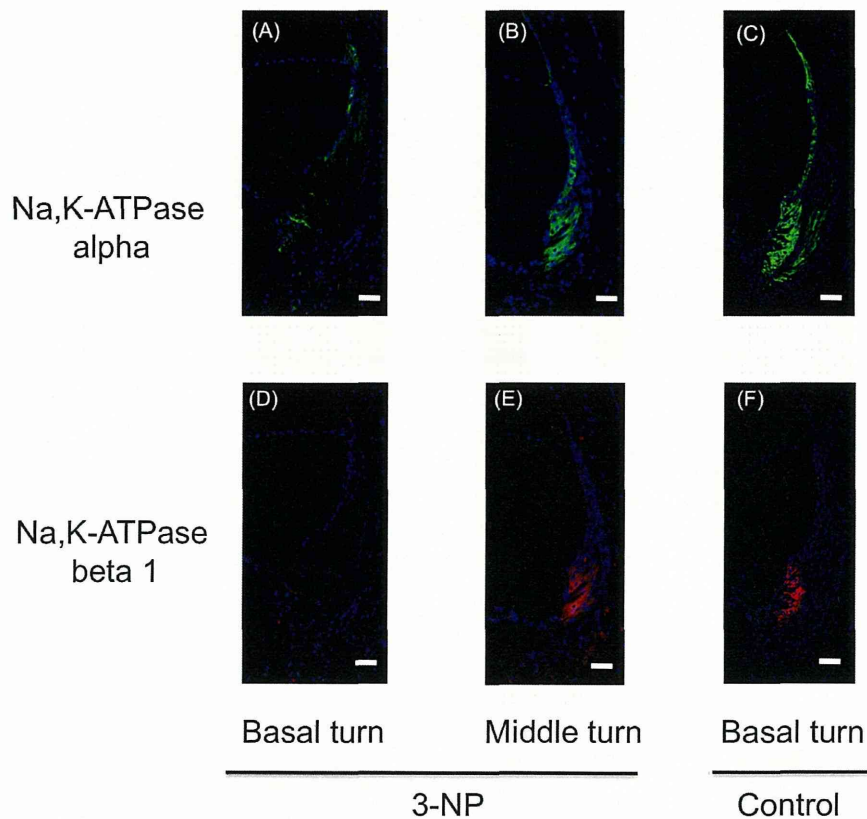 (A)
(B)
(C)
Na,K-ATPase
alpha
(D)
(E)
(F)
Na,K-ATPase
beta 1
Basal turn
Middle turn
Basal turn
3-NP
Control